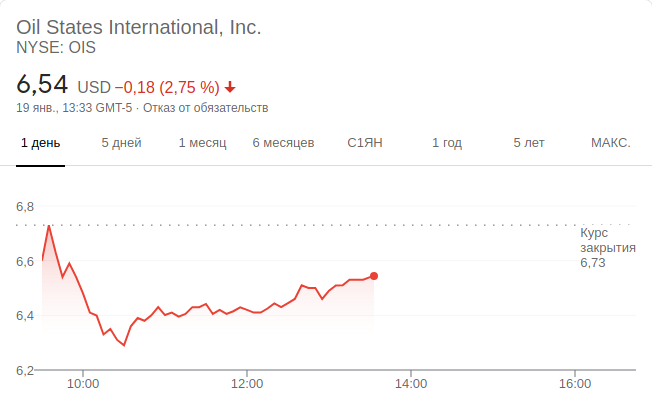 Oil States International, Inc.
NYSE: OIS
6,54 USD −0,18 (2,75 %)
19 янв., 13:33 GMT-5 · Отказ от обязательств
1 день 5 дней 1 месяц 6 месяцев С1ЯН 1 год 5 лет МАКС.
6,8
Курс
закрытия
6,73
6,6
6,4
6,2
10:00 12:00 14:00 16:00